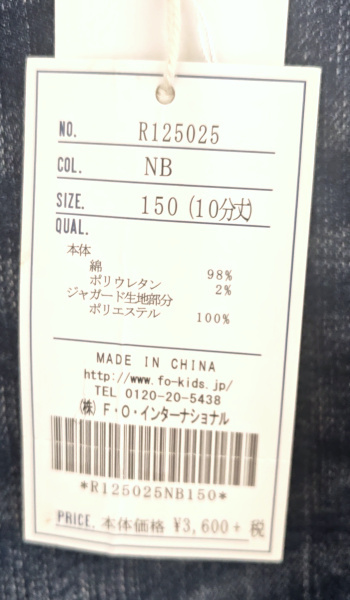 NO. R125025
COL. NB
SIZE. 150 (10分丈)
QUAL.
本体
綿 98%
ポリウレタン 2%
ジャガード生地部分
ポリエステル 100%
MADE IN CHINA
http://www.fo-kids.jp/
TEL 0120-20-5438
(株) F・O・インターナショナル
*R125025NB150*
PRICE. 本体価格 ¥3,600+ 税